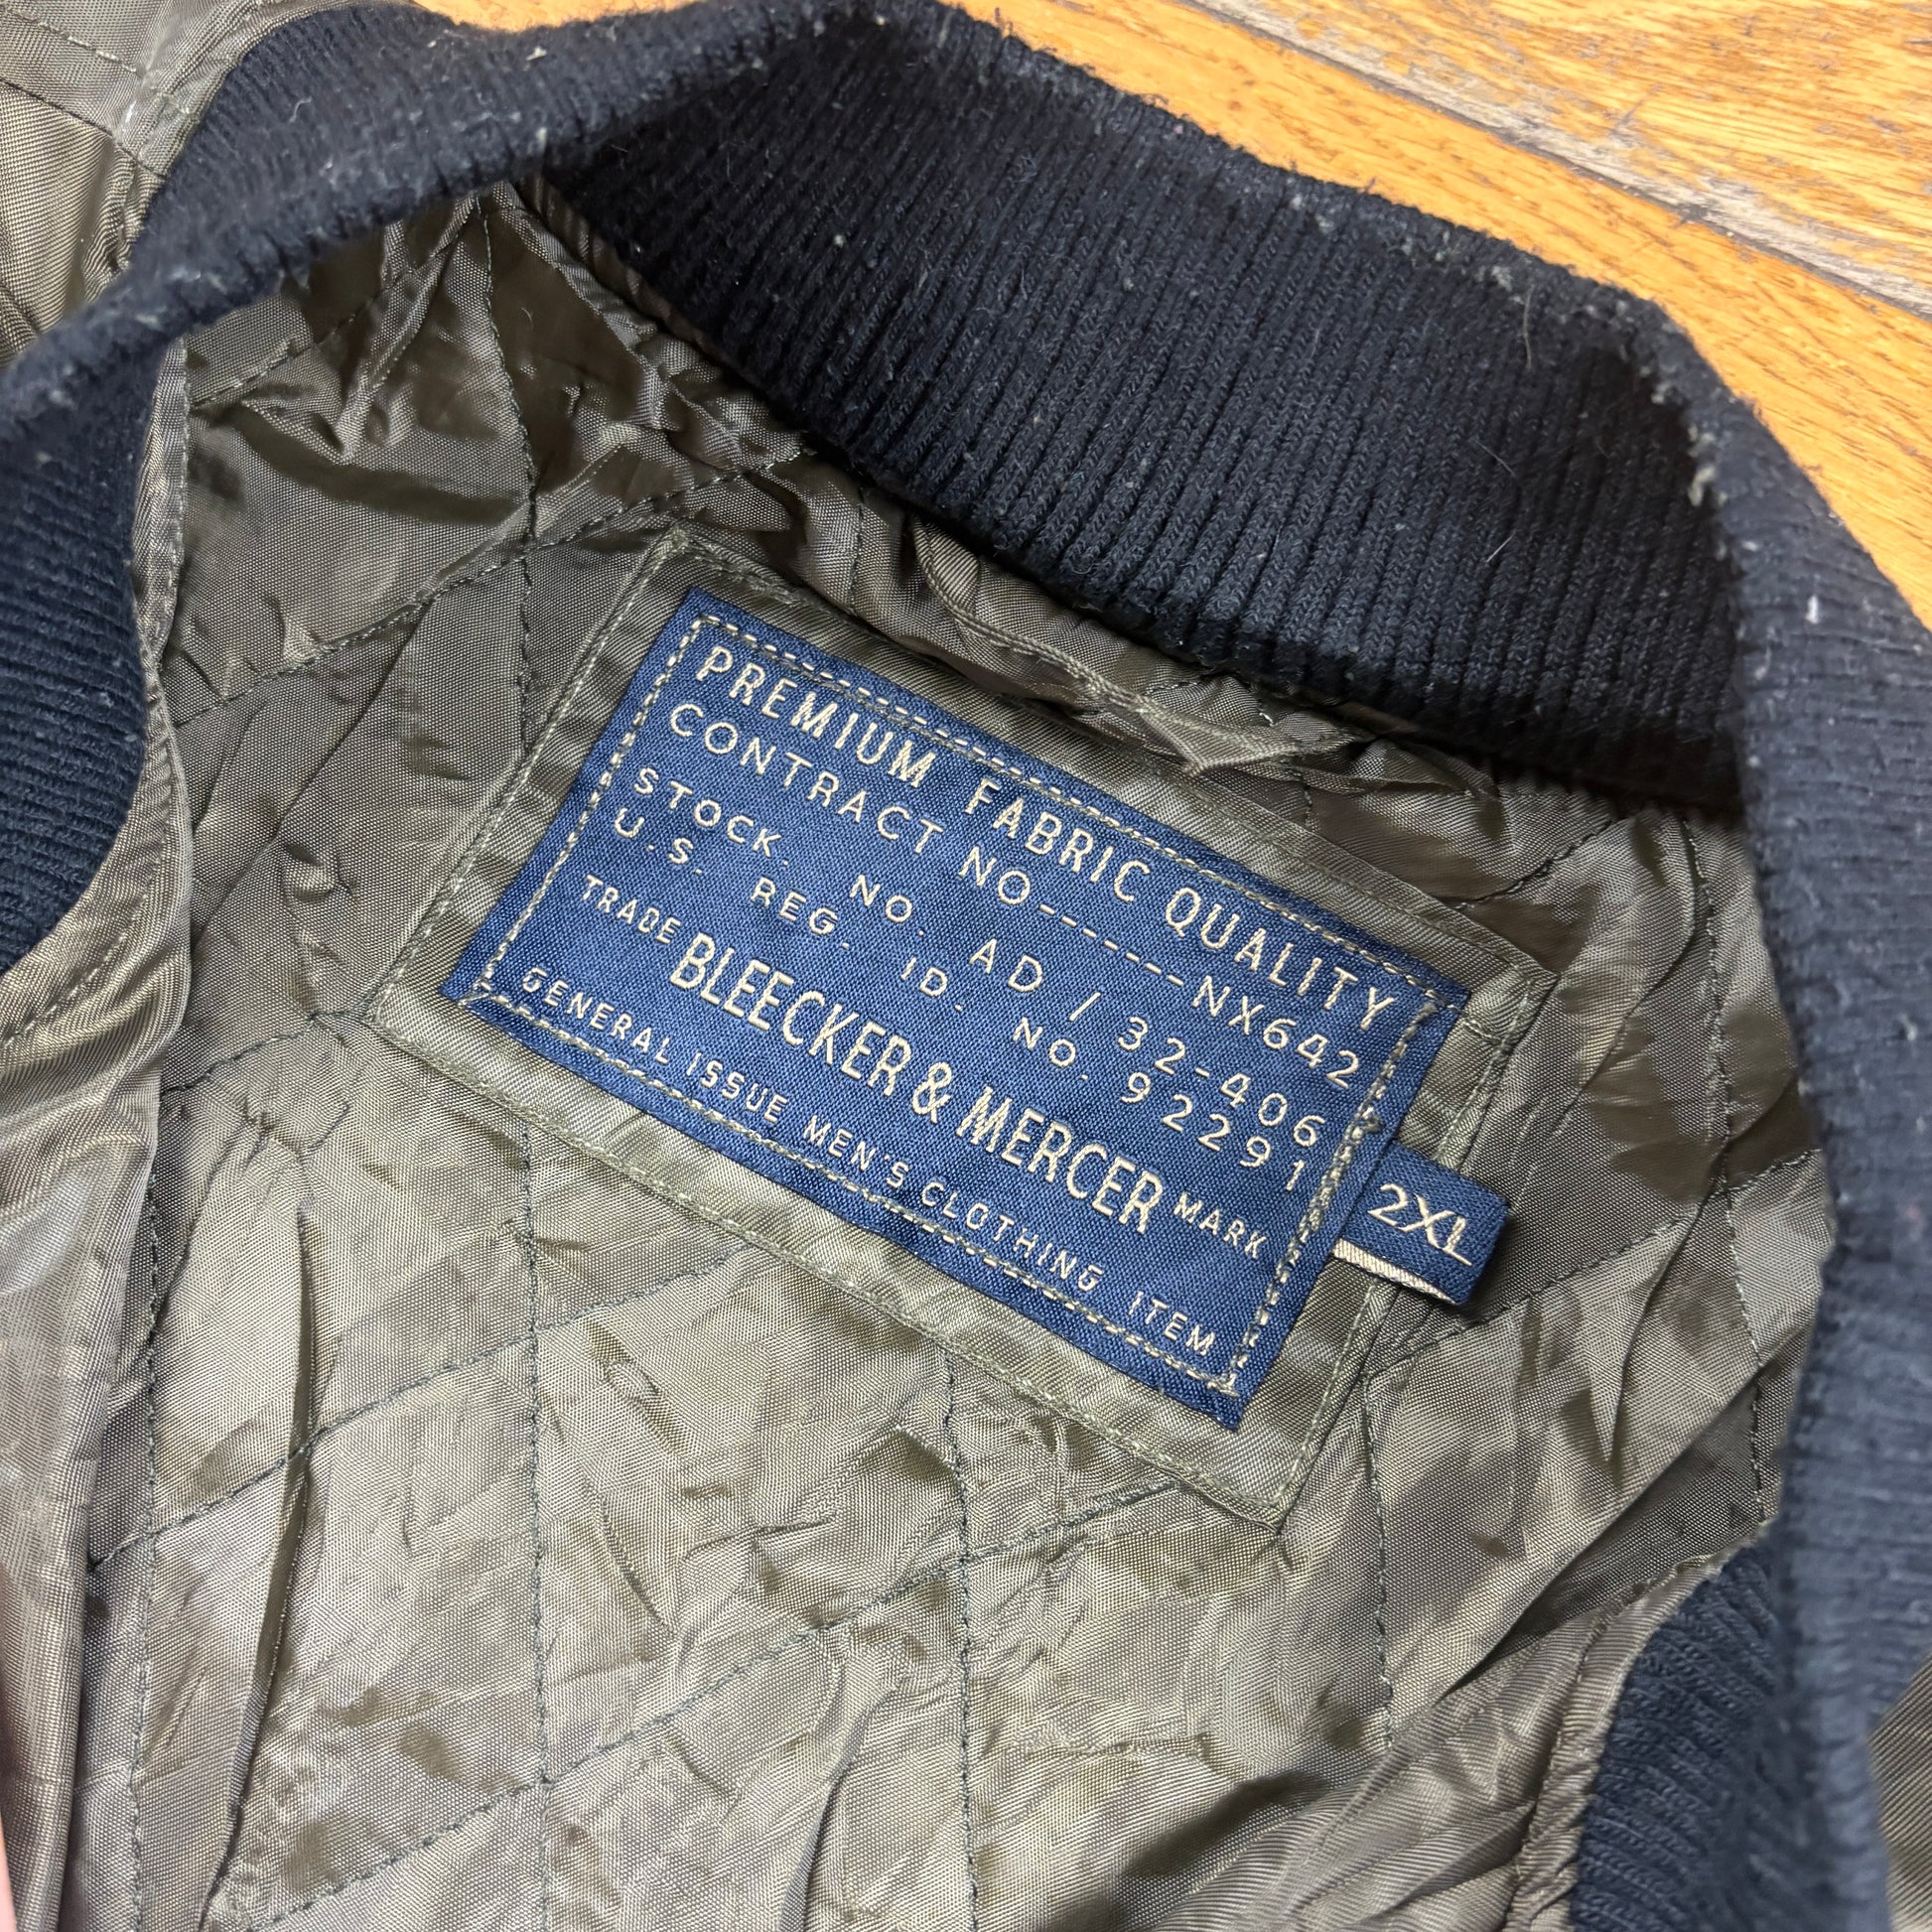 PREMIUM FABRIC QUALITY
CONTRACT NO-------NX642
STOCK. NO. AD / 32-406
U.S. REG. ID. NO. 92291
TRADE BLEECKER & MERCER MARK
GENERAL ISSUE MEN'S CLOTHING ITEM
2XL